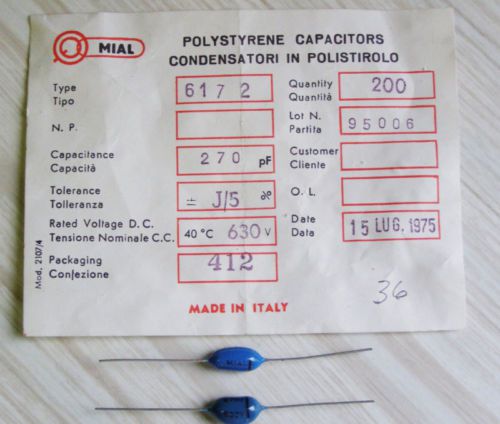 MIAL
POLYSTYRENE CAPACITORS
CONDENSATORI IN POLISTIROLO
Type
Tipo
6172
Quantity
Quantità
200
N. P.
Lot N.
Partita
95006
Capacitance
Capacità
270 pF
Customer
Cliente
Tolerance
Tolleranza
± J/5 %
O. L.
Rated Voltage D. C.
Tensione Nominale C.C.
40 °C 630 V
Date
Data
15 LUG. 1975
Packaging
Confezione
412
Mod. 2107/4
MADE IN ITALY
36
MIAL